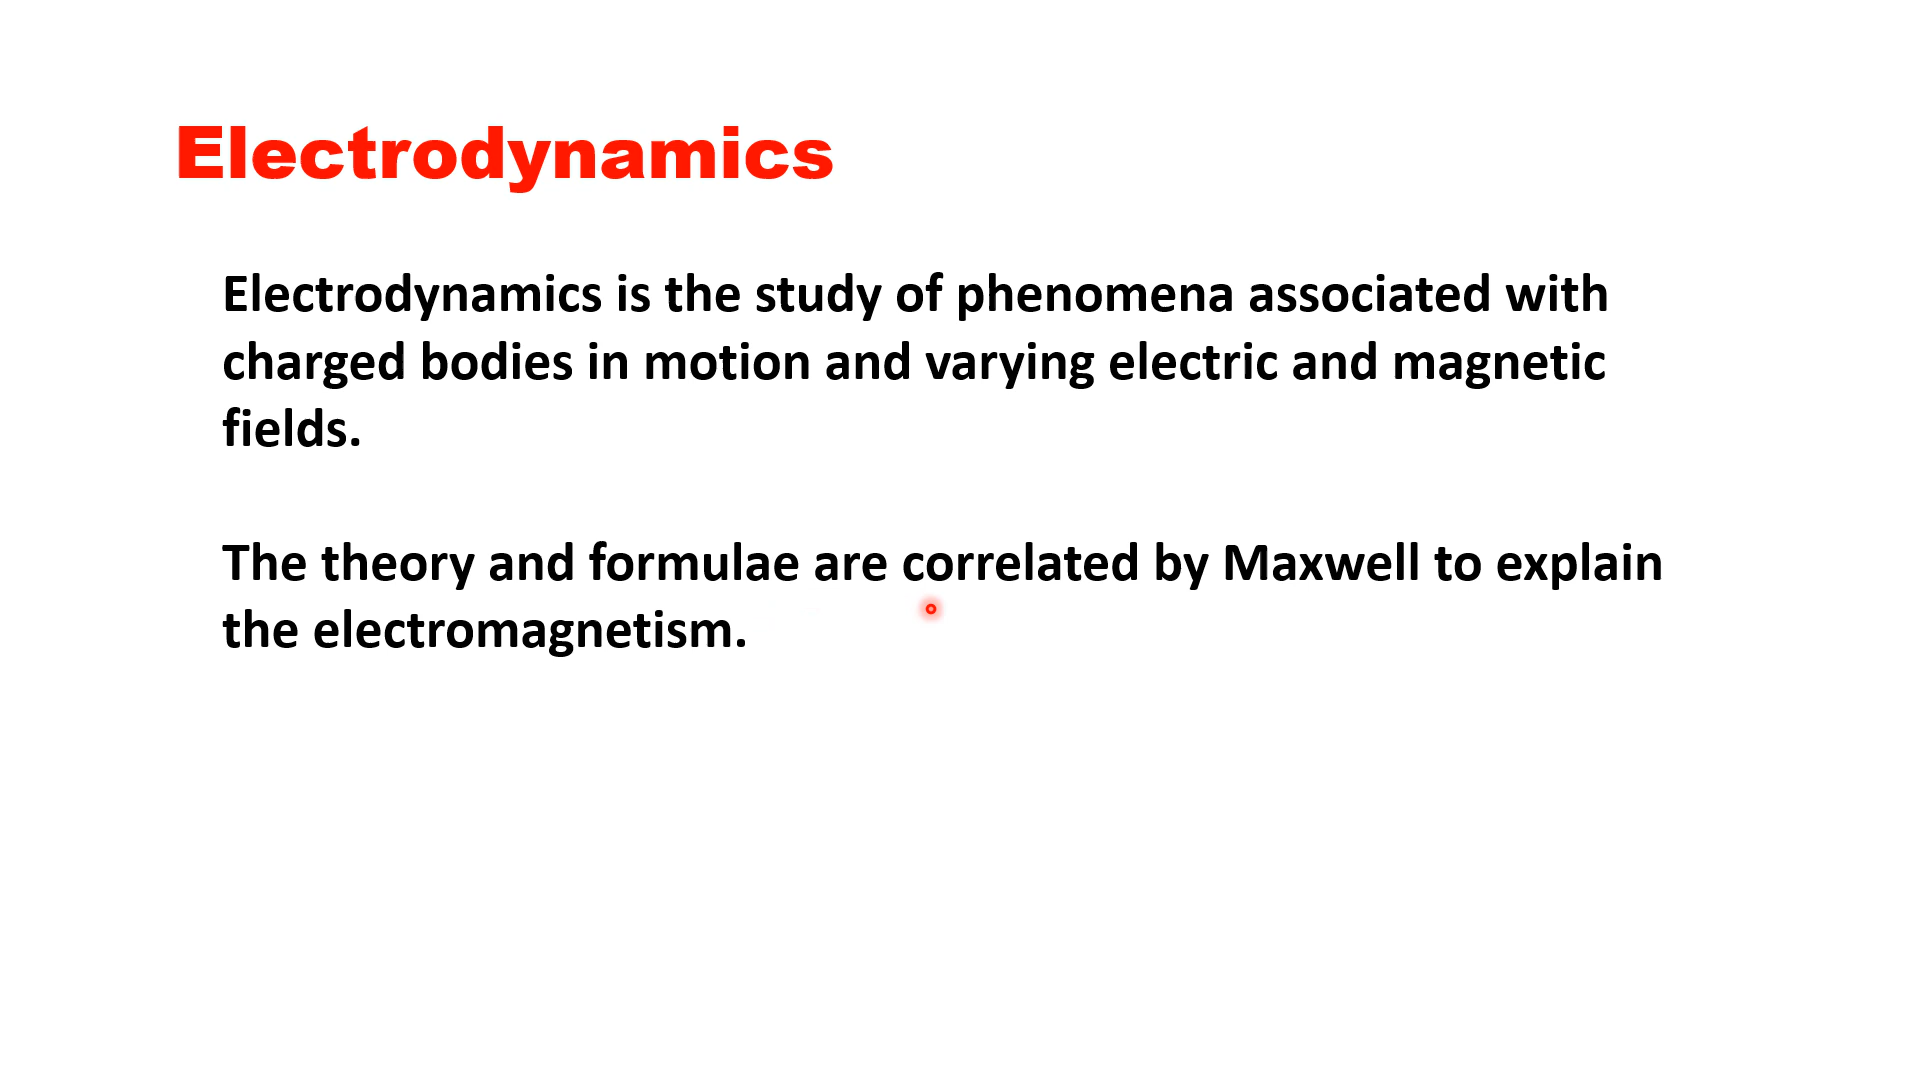 Electrodynamics
Electrodynamics is the study of phenomena associated with
charged bodies in motion and varying electric and magnetic
fields.
The theory and formulae are correlated by Maxwell to explain
the electromagnetism.